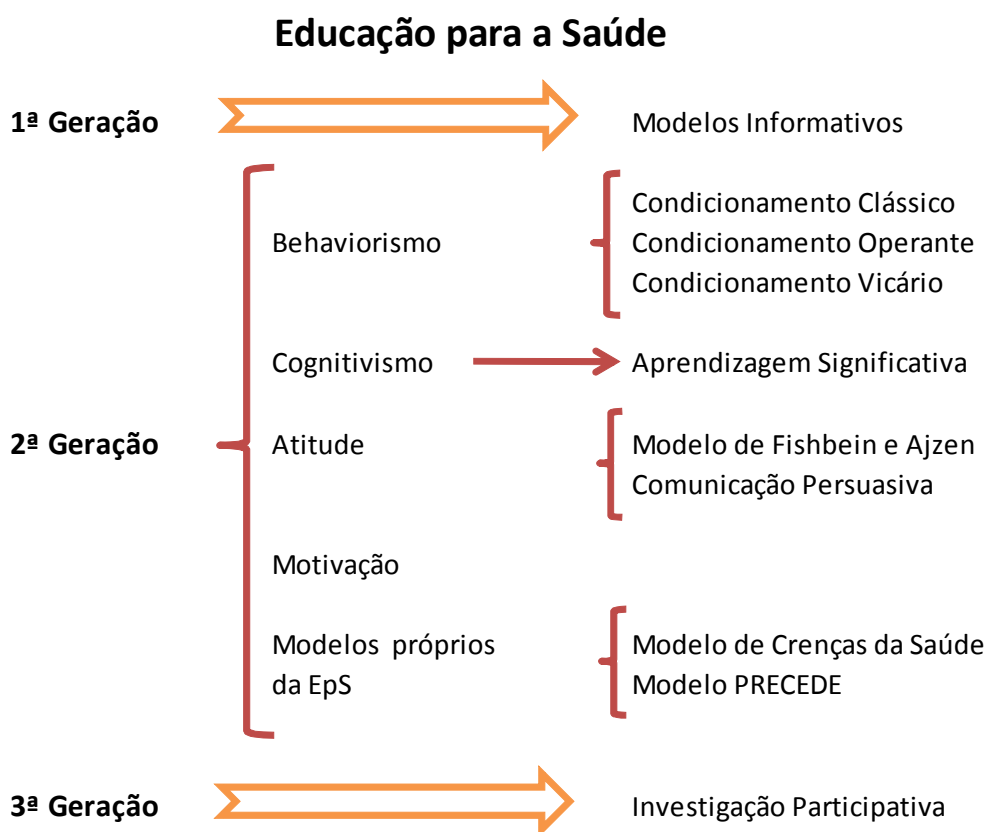 Educação para a Saúde
1ª Geração
Modelos Informativos
Behaviorismo
Condicionamento Clássico
Condicionamento Operante
Condicionamento Vicário
Cognitivismo
Aprendizagem Significativa
2ª Geração
Atitude
Modelo de Fishbein e Ajzen
Comunicação Persuasiva
Motivação
Modelos próprios
da EpS
Modelo de Crenças da Saúde
Modelo PRECEDE
3ª Geração
Investigação Participativa